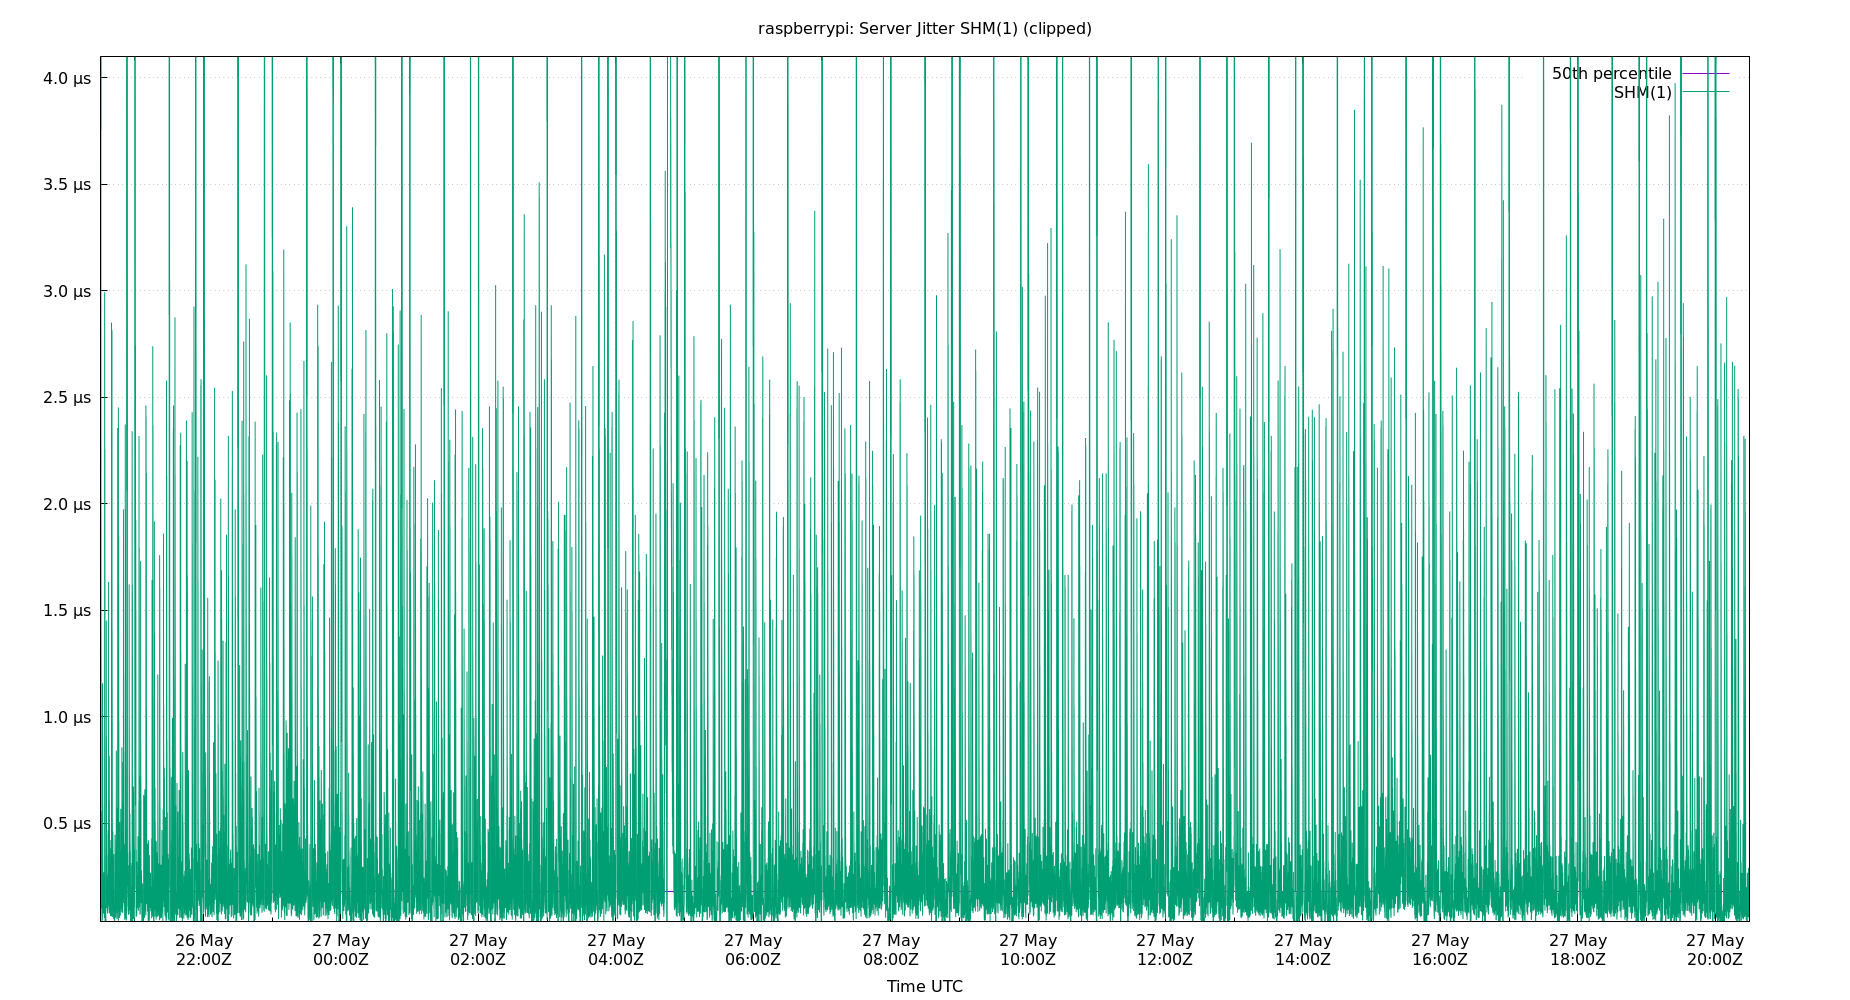 raspberrypi: Server Jitter SHM(1) (clipped)
4.0 µs
3.5 µs
3.0 µs
2.5 µs
2.0 µs
1.5 µs
1.0 µs
0.5 µs
50th percentile
SHM(1)
26 May 27 May 27 May 27 May 27 May 27 May 27 May 27 May 27 May 27 May 27 May 27 May
22:00Z 00:00Z 02:00Z 04:00Z 06:00Z 08:00Z 10:00Z 12:00Z 14:00Z 16:00Z 18:00Z 20:00Z
Time UTC